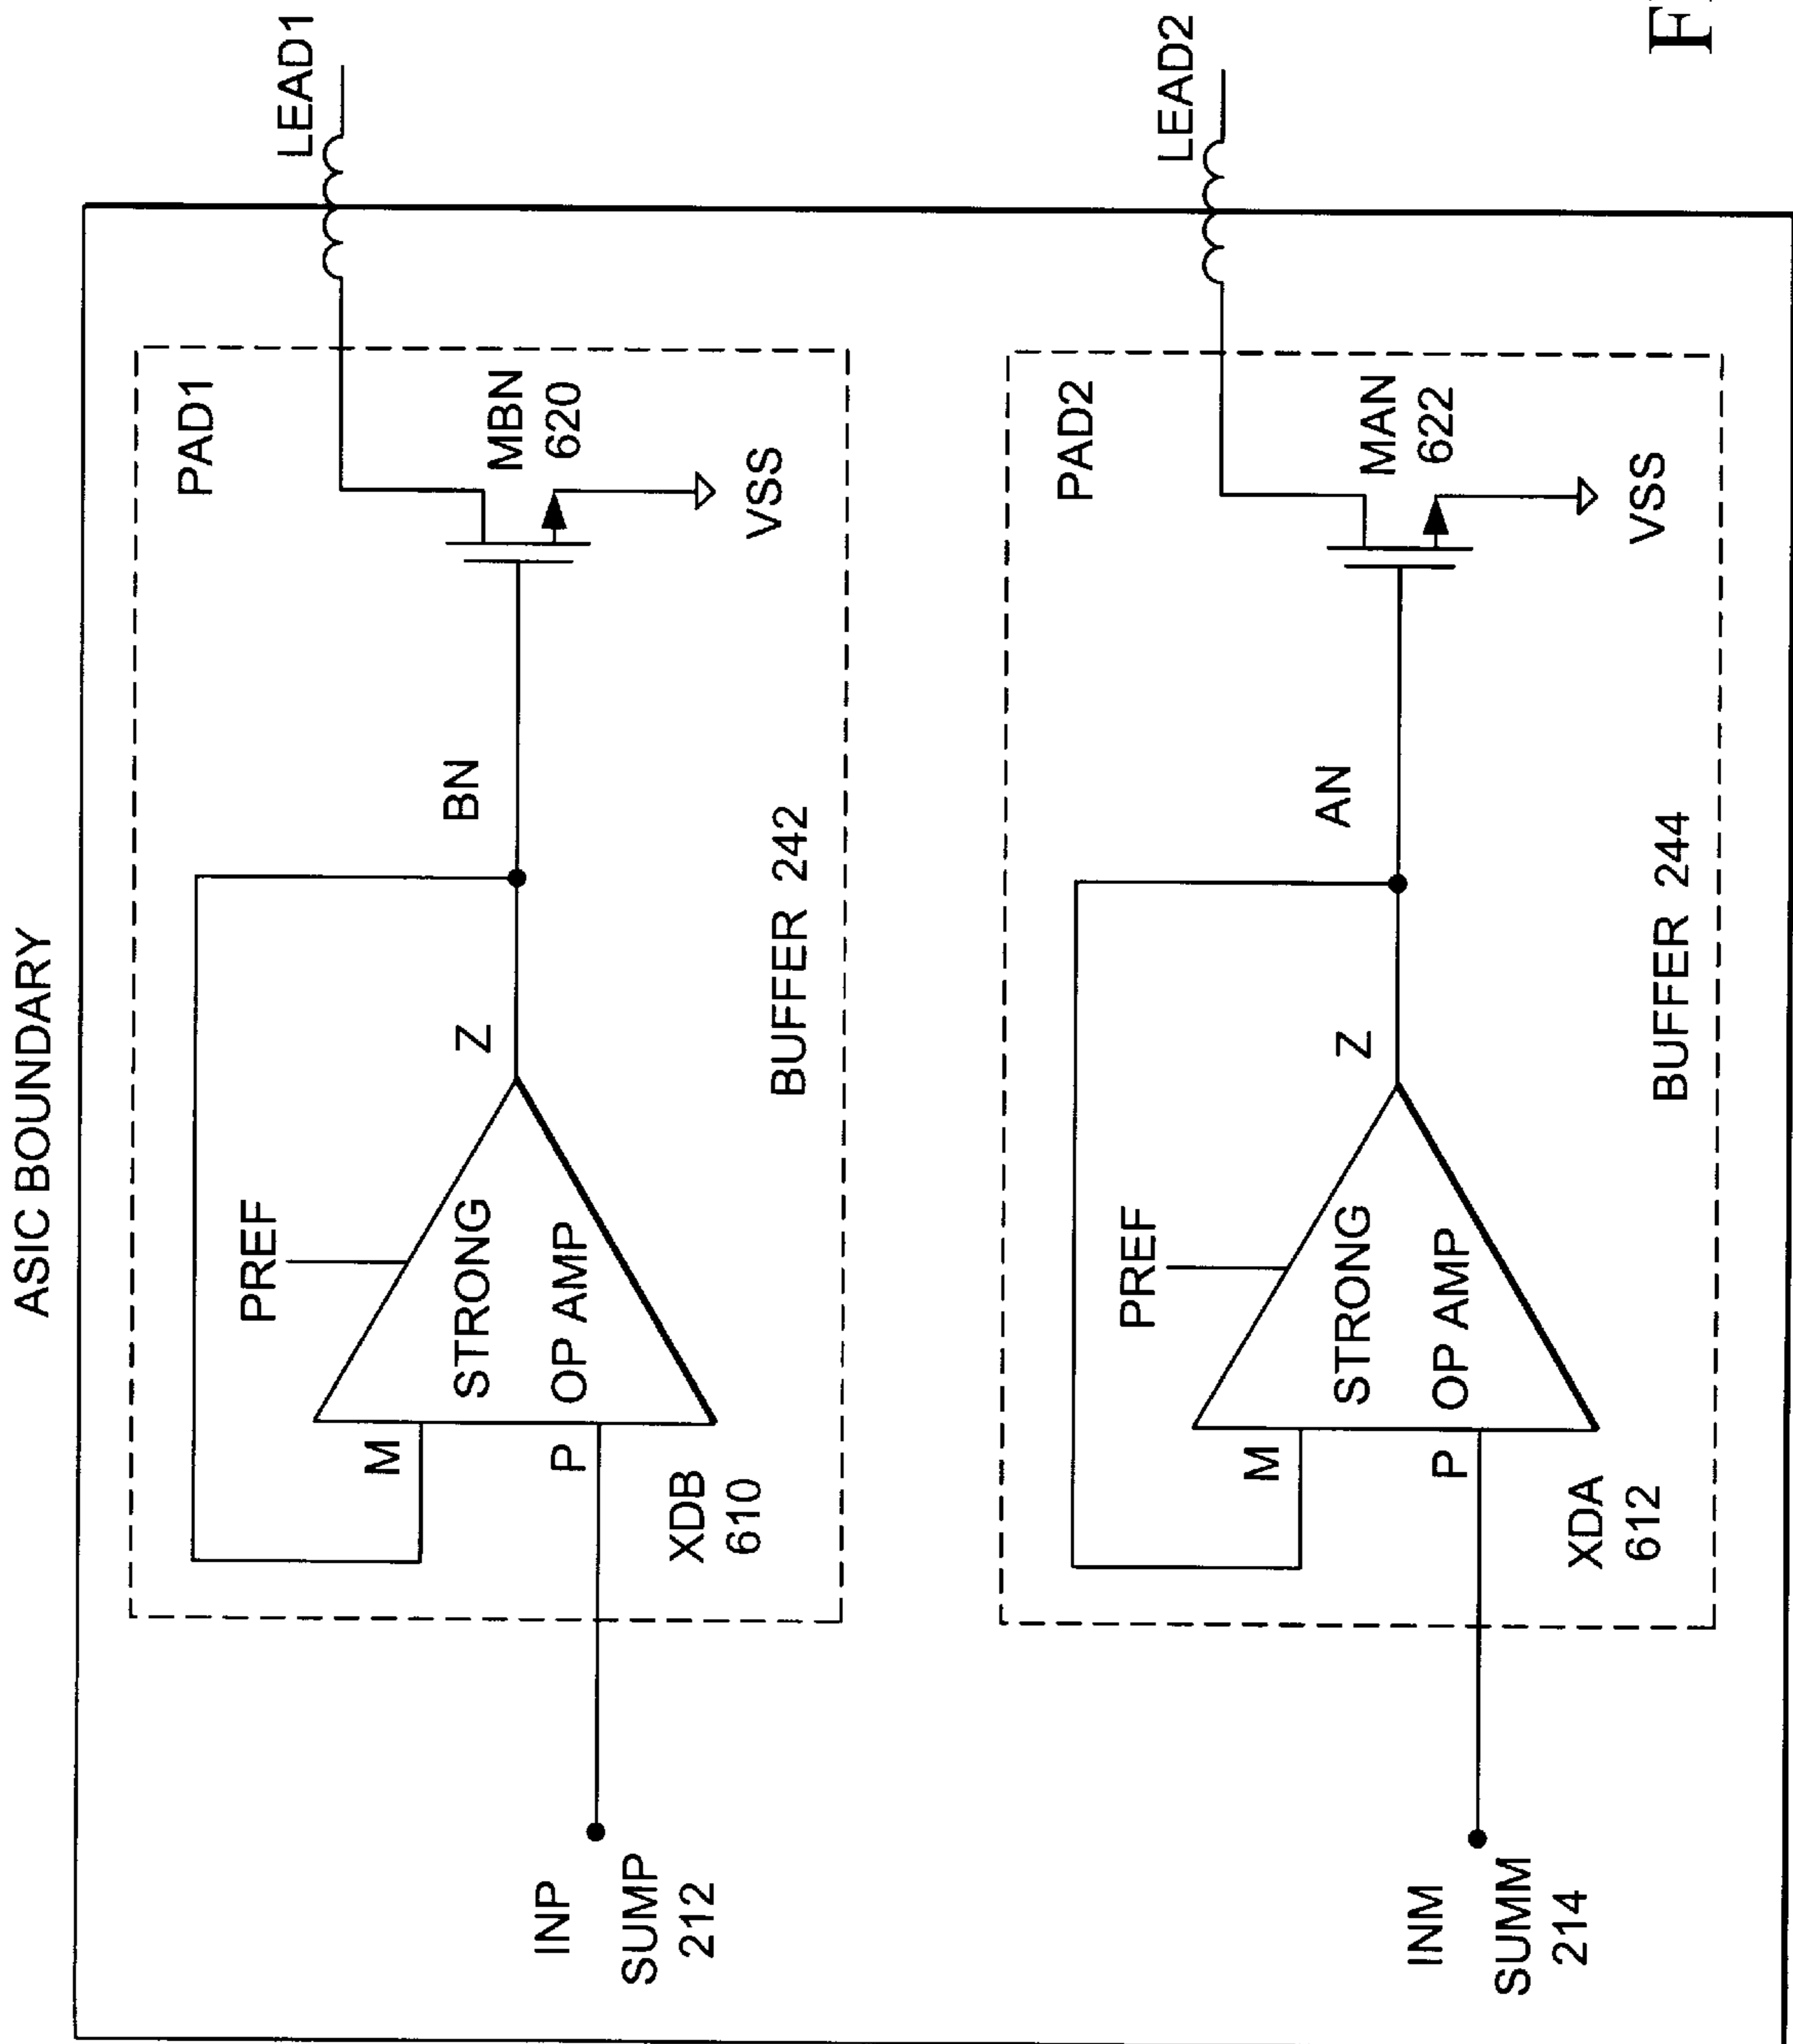 ASIC BOUNDARY
LEAD1
PAD1
MBN
620
VSS
BN
PREF
Z
STRONG
OP AMP
M
P
XDB
610
BUFFER 242
INP
SUMP
212
LEAD2
PAD2
MAN
622
VSS
AN
PREF
Z
STRONG
OP AMP
M
P
XDA
612
BUFFER 244
INM
SUMM
214
F